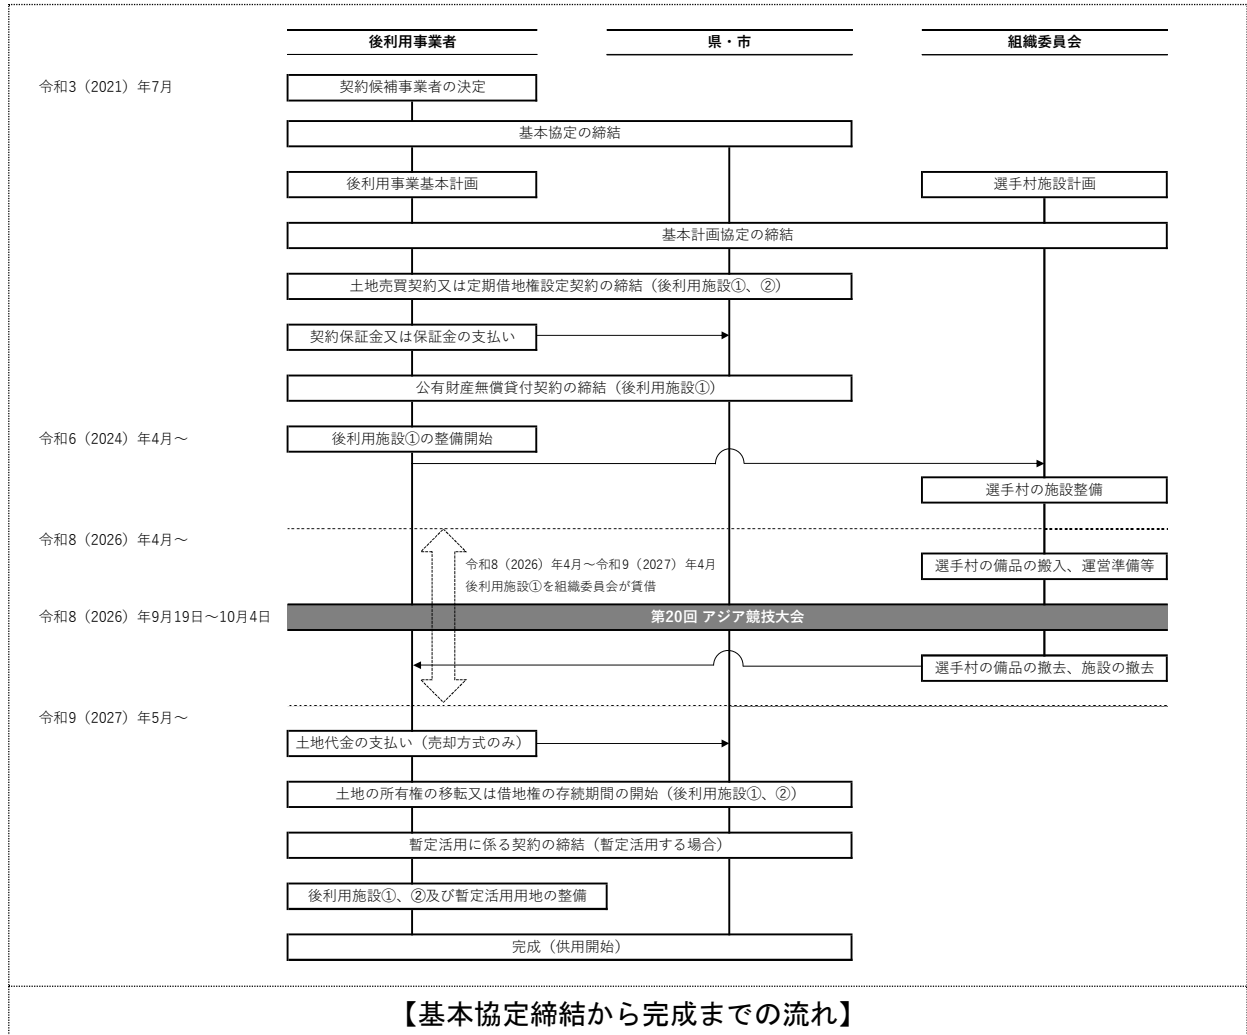 後利用事業者
県・市
組織委員会
令和3（2021）年7月
契約候補事業者の決定
基本協定の締結
後利用事業基本計画
選手村施設計画
基本計画協定の締結
土地売買契約又は定期借地権設定契約の締結（後利用施設①、②）
契約保証金又は保証金の支払い
公有財産無償貸付契約の締結（後利用施設①）
令和6（2024）年4月～
後利用施設①の整備開始
選手村の施設整備
令和8（2026）年4月～
令和8（2026）年4月～令和9（2027）年4月
後利用施設①を組織委員会が賃借
選手村の備品の搬入、運営準備等
令和8（2026）年9月19日～10月4日
第20回 アジア競技大会
選手村の備品の撤去、施設の撤去
令和9（2027）年5月～
土地代金の支払い（売却方式のみ）
土地の所有権の移転又は借地権の存続期間の開始（後利用施設①、②）
暫定活用に係る契約の締結（暫定活用する場合）
後利用施設①、②及び暫定活用用地の整備
完成（供用開始）
【基本協定締結から完成までの流れ】